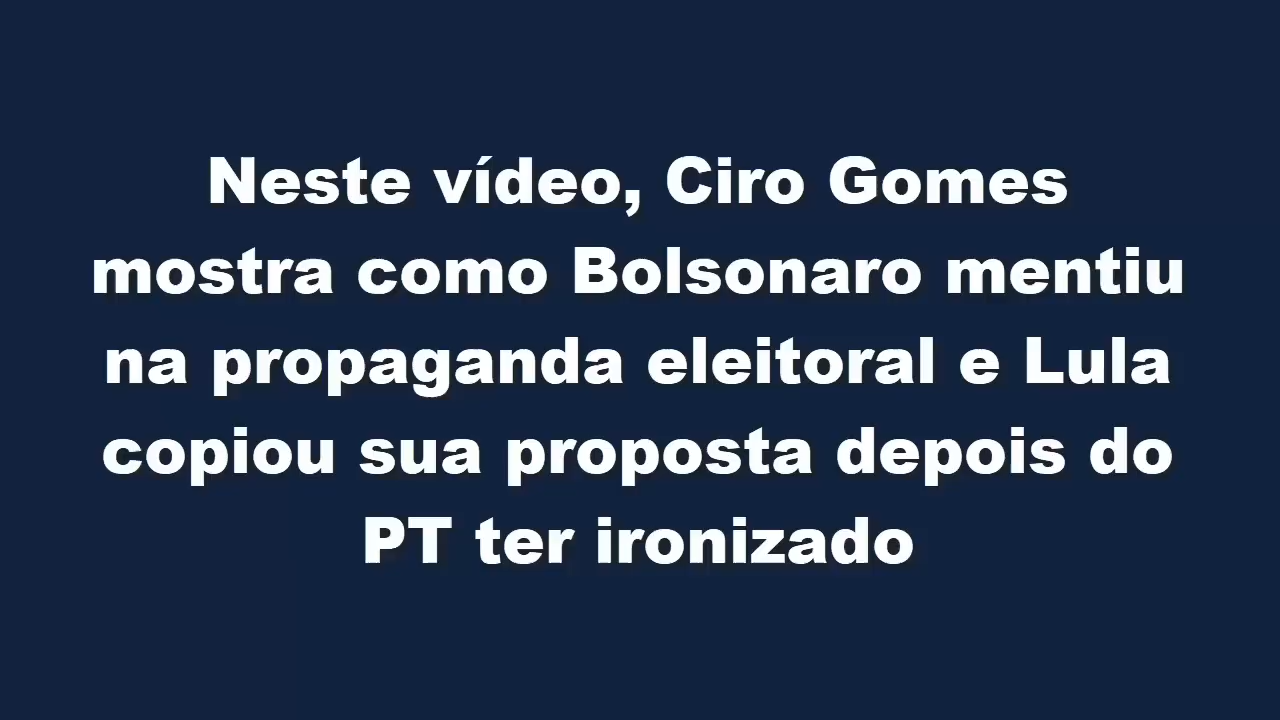 Neste vídeo, Ciro Gomes
mostra como Bolsonaro mentiu
na propaganda eleitoral e Lula
copiou sua proposta depois do
PT ter ironizado